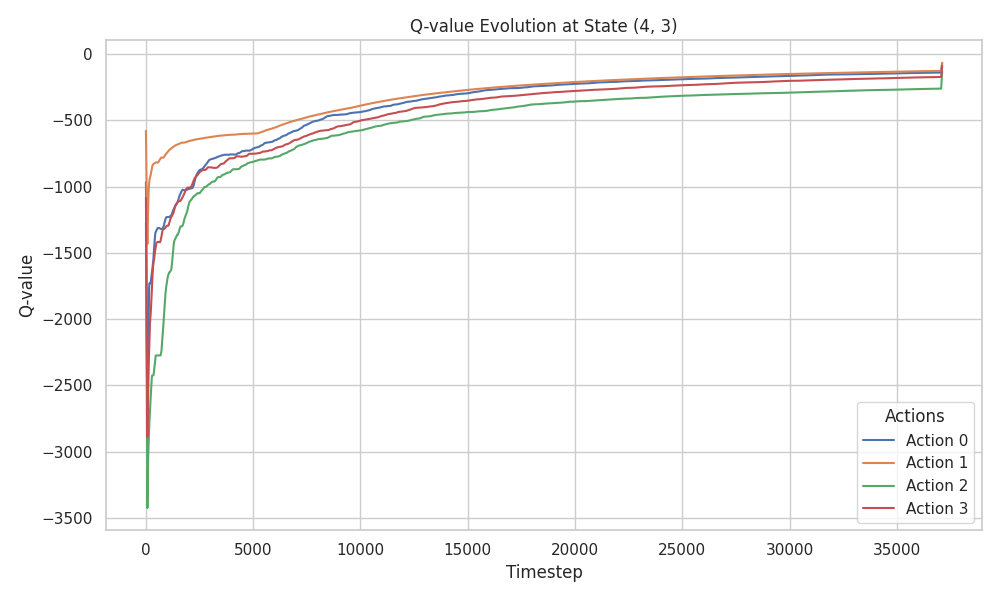 Q-value Evolution at State (4, 3)
Q-value
0
−500
−1000
−1500
−2000
−2500
−3000
−3500
Actions
Action 0
Action 1
Action 2
Action 3
0 5000 10000 15000 20000 25000 30000 35000
Timestep